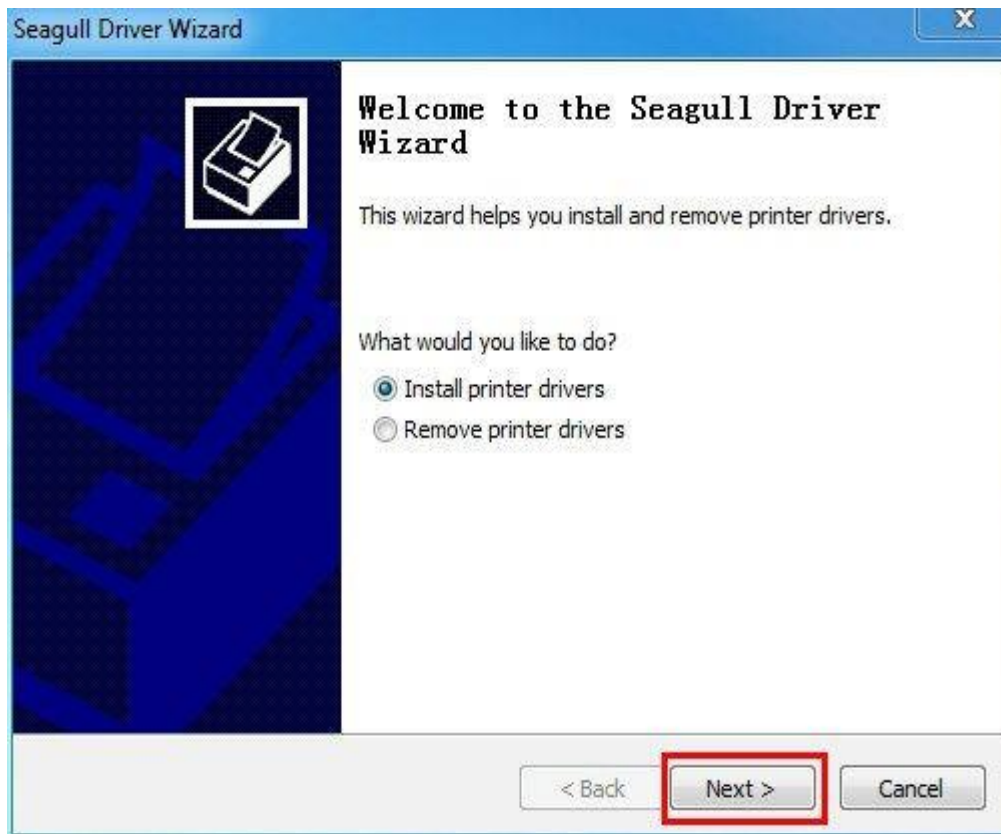 Seagull Driver Wizard
X
Welcome to the Seagull Driver
Wizard
This wizard helps you install and remove printer drivers.
What would you like to do?
Install printer drivers
Remove printer drivers
< Back Next > Cancel